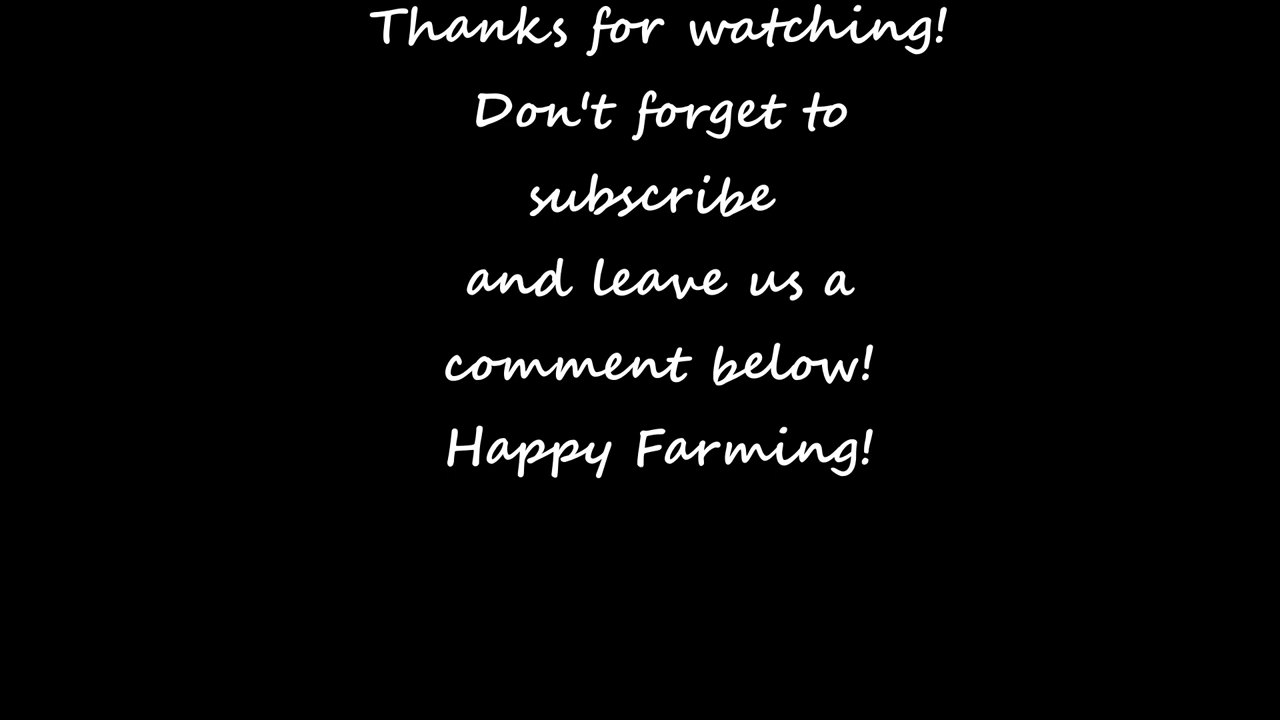 Thanks for watching!
Don't forget to
subscribe
and leave us a
comment below!
Happy Farming!